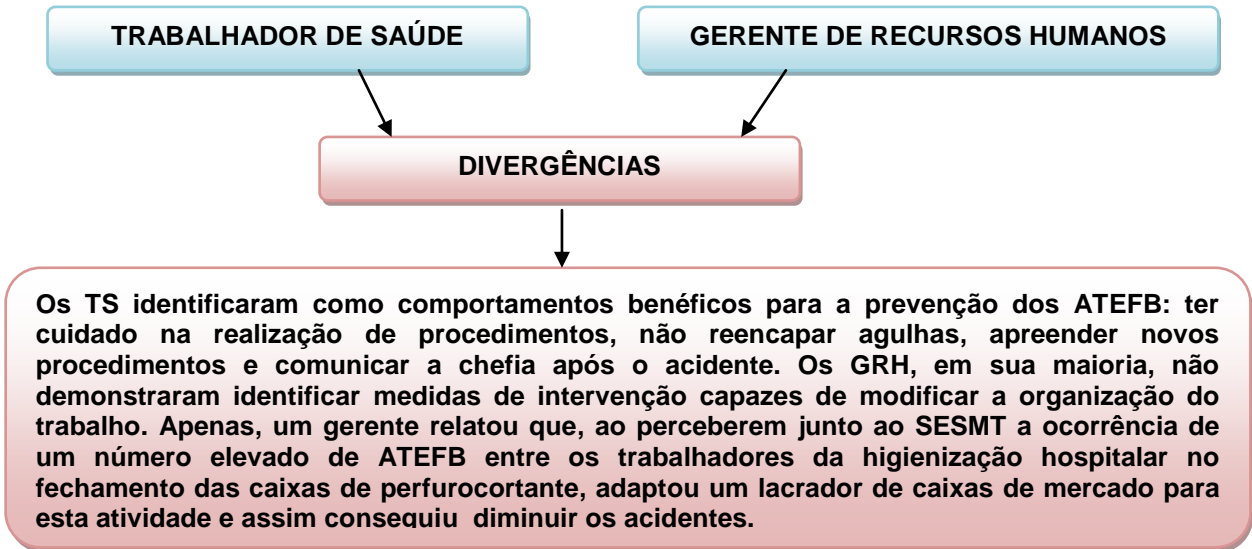 TRABALHADOR DE SAÚDE
GERENTE DE RECURSOS HUMANOS
DIVERGÊNCIAS
Os TS identificaram como comportamentos benéficos para a prevenção dos ATEFB: ter
cuidado na realização de procedimentos, não reencapar agulhas, apreender novos
procedimentos e comunicar a chefia após o acidente. Os GRH, em sua maioria, não
demonstraram identificar medidas de intervenção capazes de modificar a organização do
trabalho. Apenas, um gerente relatou que, ao perceberem junto ao SESMT a ocorrência de
um número elevado de ATEFB entre os trabalhadores da higienização hospitalar no
fechamento das caixas de perfurocortante, adaptou um lacrador de caixas de mercado para
esta atividade e assim conseguiu diminuir os acidentes.